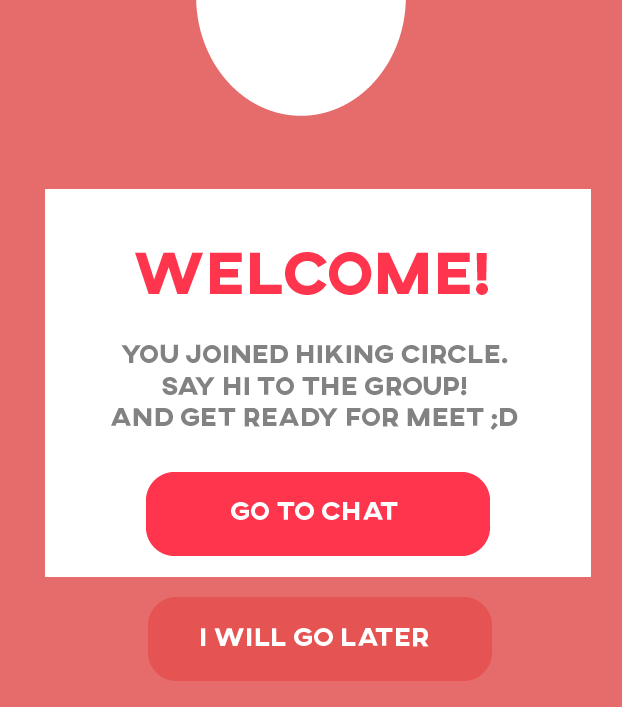 WELCOME!
YOU JOINED HIKING CIRCLE.
SAY HI TO THE GROUP!
AND GET READY FOR MEET ;D
GO TO CHAT
I WILL GO LATER